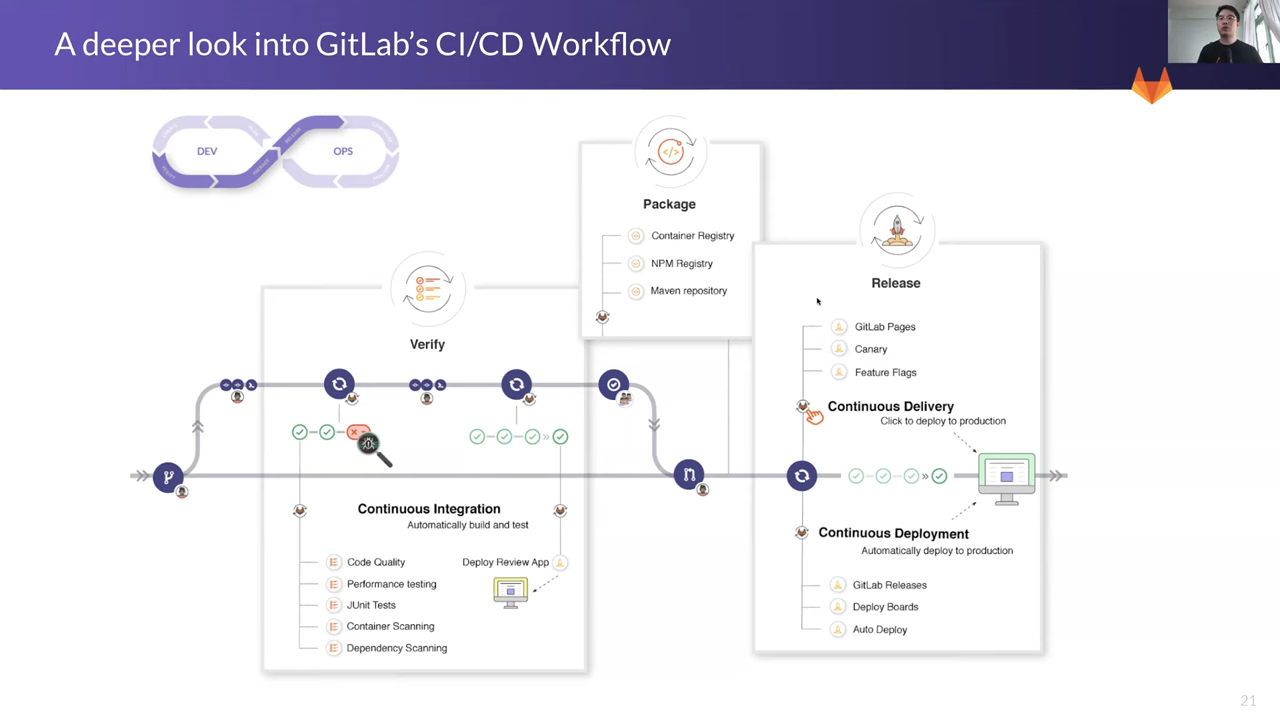 A deeper look into GitLab's CI/CD Workflow
DEV
OPS
VERIFY
PACKAGE
RELEASE
Package
Container Registry
NPM Registry
Maven repository
Verify
Release
GitLab Pages
Canary
Feature Flags
Continuous Delivery
Click to deploy to production
Continuous Integration
Automatically build and test
Code Quality
Performance testing
JUnit Tests
Container Scanning
Dependency Scanning
Deploy Review App
Continuous Deployment
Automatically deploy to production
GitLab Releases
Deploy Boards
Auto Deploy
21